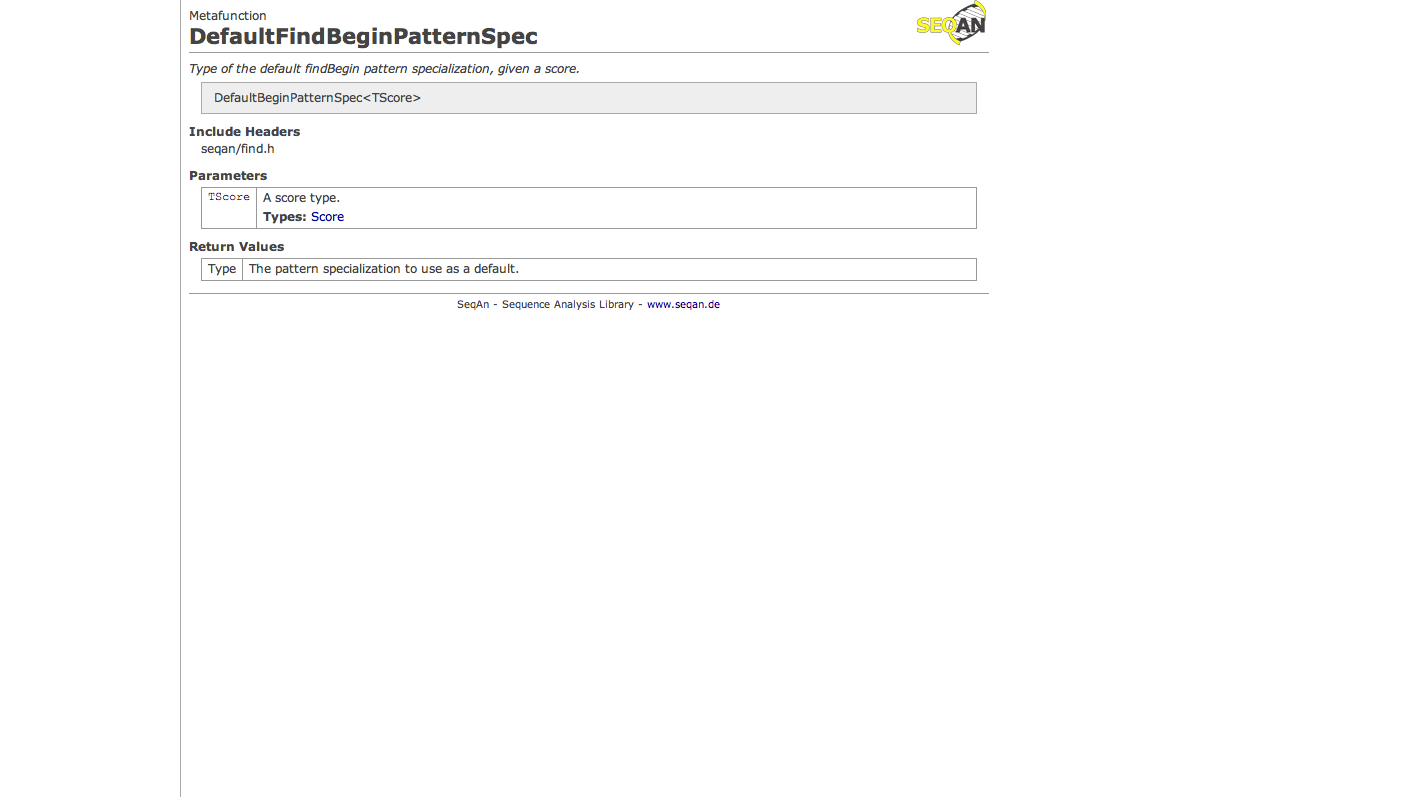 Metafunction
DefaultFindBeginPatternSpec
SEQAN
Type of the default findBegin pattern specialization, given a score.
DefaultBeginPatternSpec<TScore>
Include Headers
seqan/find.h
Parameters
TScore A score type.
Types: Score
Return Values
Type The pattern specialization to use as a default.
SeqAn - Sequence Analysis Library - www.seqan.de